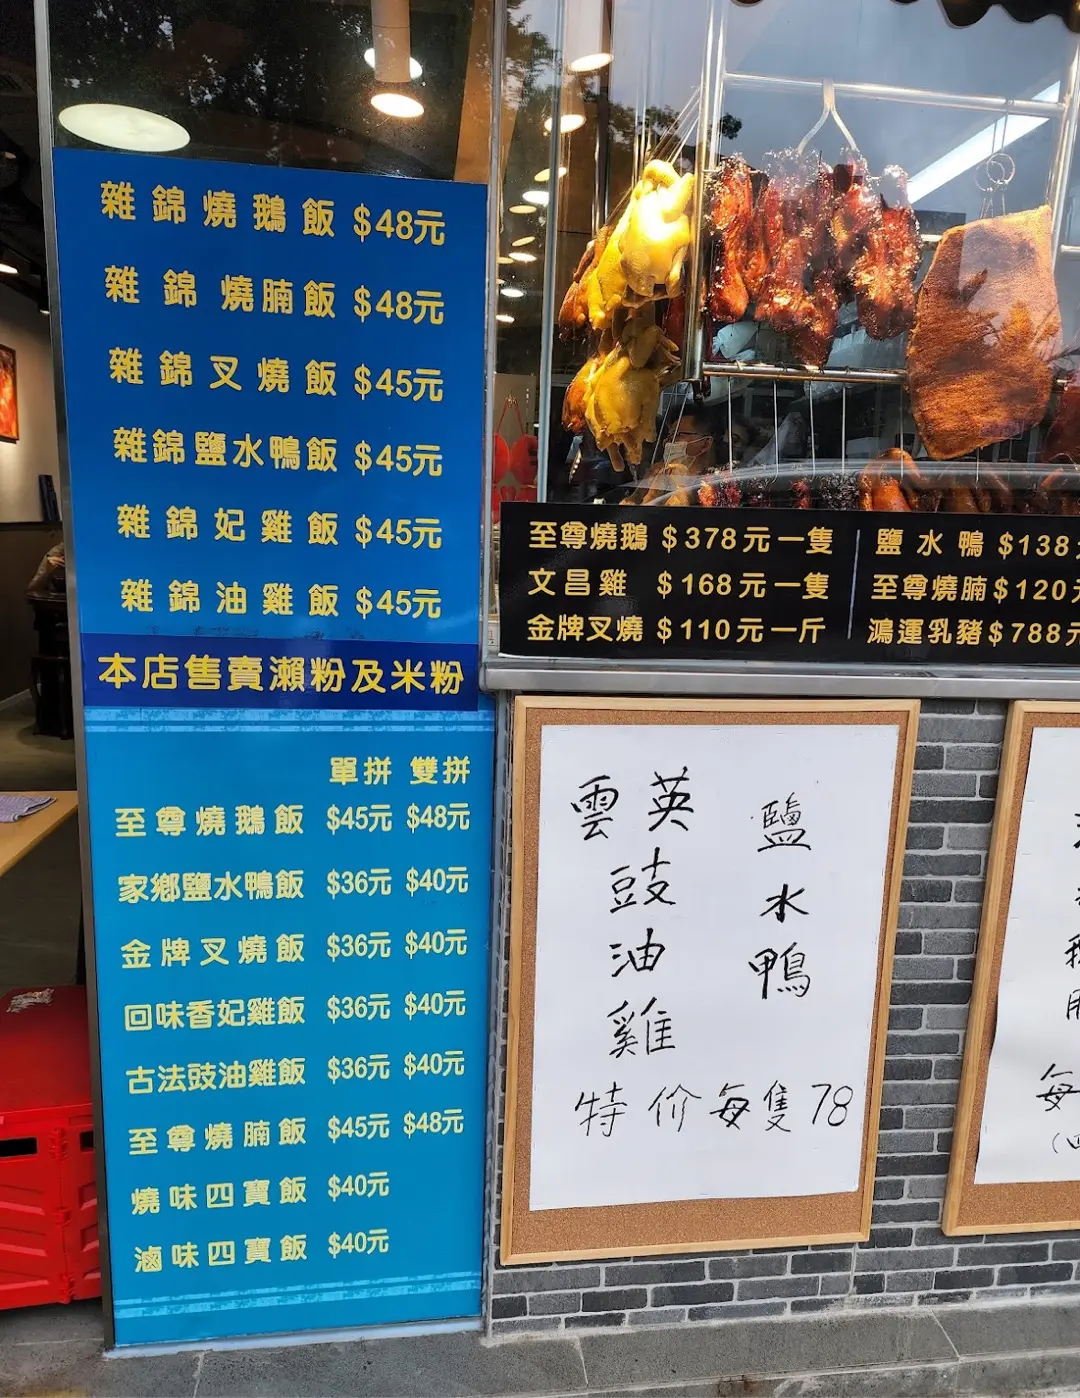 雜錦燒鵝飯 $48元
雜錦燒腩飯 $48元
雜錦叉燒飯 $45元
雜錦鹽水鴨飯 $45元
雜錦妃雞飯 $45元
雜錦油雞飯 $45元
本店售賣瀨粉及米粉
單拼 雙拼
至尊燒鵝飯 $45元 $48元
家鄉鹽水鴨飯 $36元 $40元
金牌叉燒飯 $36元 $40元
回味香妃雞飯 $36元 $40元
古法豉油雞飯 $36元 $40元
至尊燒腩飯 $45元 $48元
燒味四寶飯 $40元
滷味四寶飯 $40元
至尊燒鵝 $378元一隻
文昌雞 $168元一隻
金牌叉燒 $110元一斤
鹽水鴨 $138
至尊燒腩 $120元
鴻運乳豬 $788元
鹽水鴨
英
雲豉油雞
特价每隻78
每